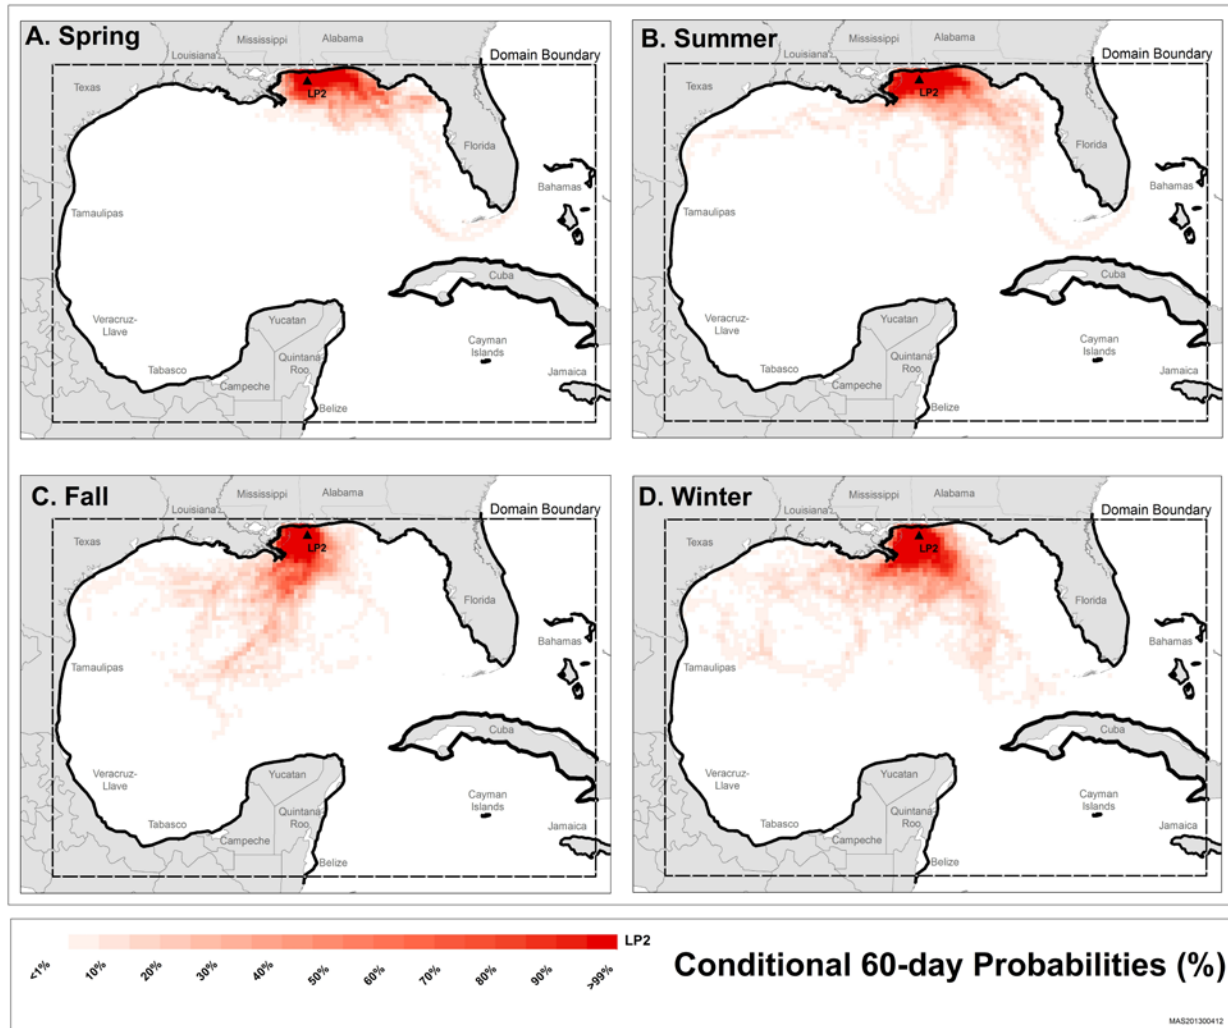 A. Spring
Mississippi
Alabama
Louisiana
Domain Boundary
Texas
LP2
Florida
Bahamas
Tamaulipas
Cuba
Veracruz-
Llave
Yucatan
Cayman
Islands
Quintana
Roo
Tabasco
Campeche
Jamaica
Belize
B. Summer
Mississippi
Alabama
Louisiana
Domain Boundary
Texas
LP2
Florida
Bahamas
Tamaulipas
Cuba
Veracruz-
Llave
Yucatan
Cayman
Islands
Quintana
Roo
Tabasco
Campeche
Jamaica
Belize
C. Fall
Mississippi
Alabama
Louisiana
Domain Boundary
Texas
LP2
Florida
Bahamas
Tamaulipas
Cuba
Veracruz-
Llave
Yucatan
Cayman
Islands
Quintana
Roo
Tabasco
Campeche
Jamaica
Belize
D. Winter
Mississippi
Alabama
Louisiana
Domain Boundary
Texas
LP2
Florida
Bahamas
Tamaulipas
Cuba
Veracruz-
Llave
Yucatan
Cayman
Islands
Quintana
Roo
Tabasco
Campeche
Jamaica
Belize
LP2
<1% 10% 20% 30% 40% 50% 60% 70% 80% 90% >99%
Conditional 60-day Probabilities (%)
MAS201300412